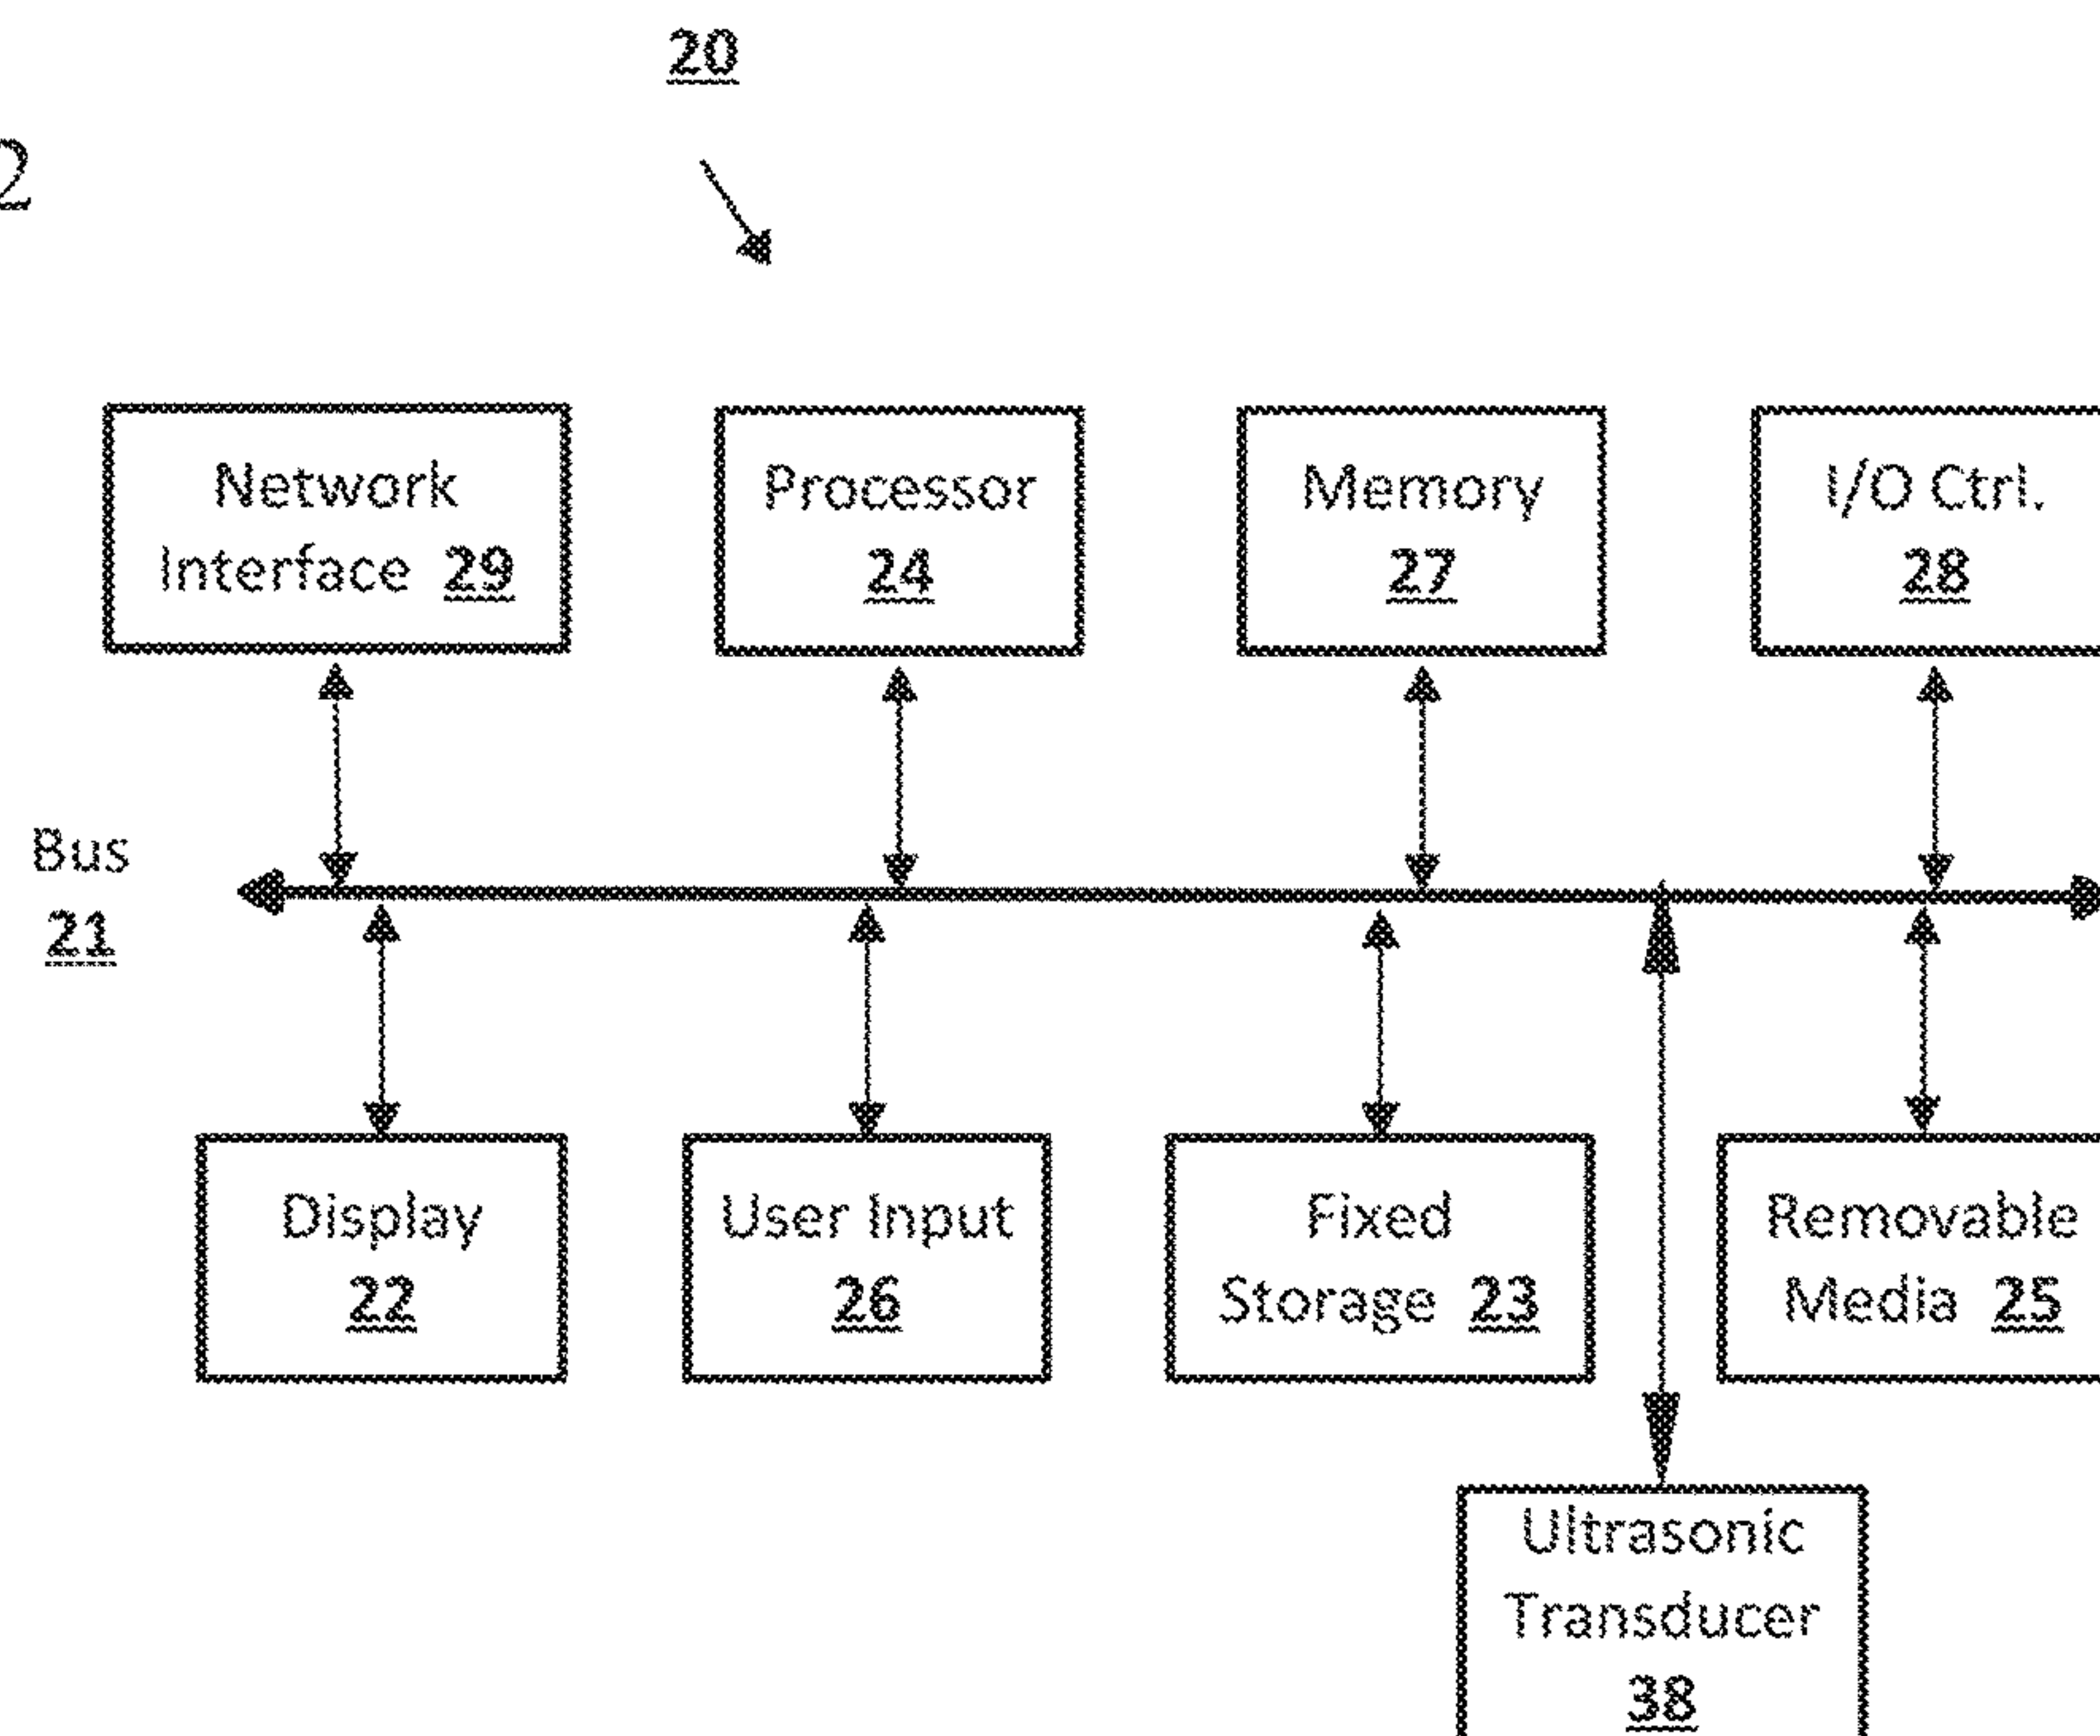 20
2
Network
Interface 29
Processor
24
Memory
27
I/O Ctrl.
28
Bus
21
Display
22
User Input
26
Fixed
Storage 23
Removable
Media 25
Ultrasonic
Transducer
38